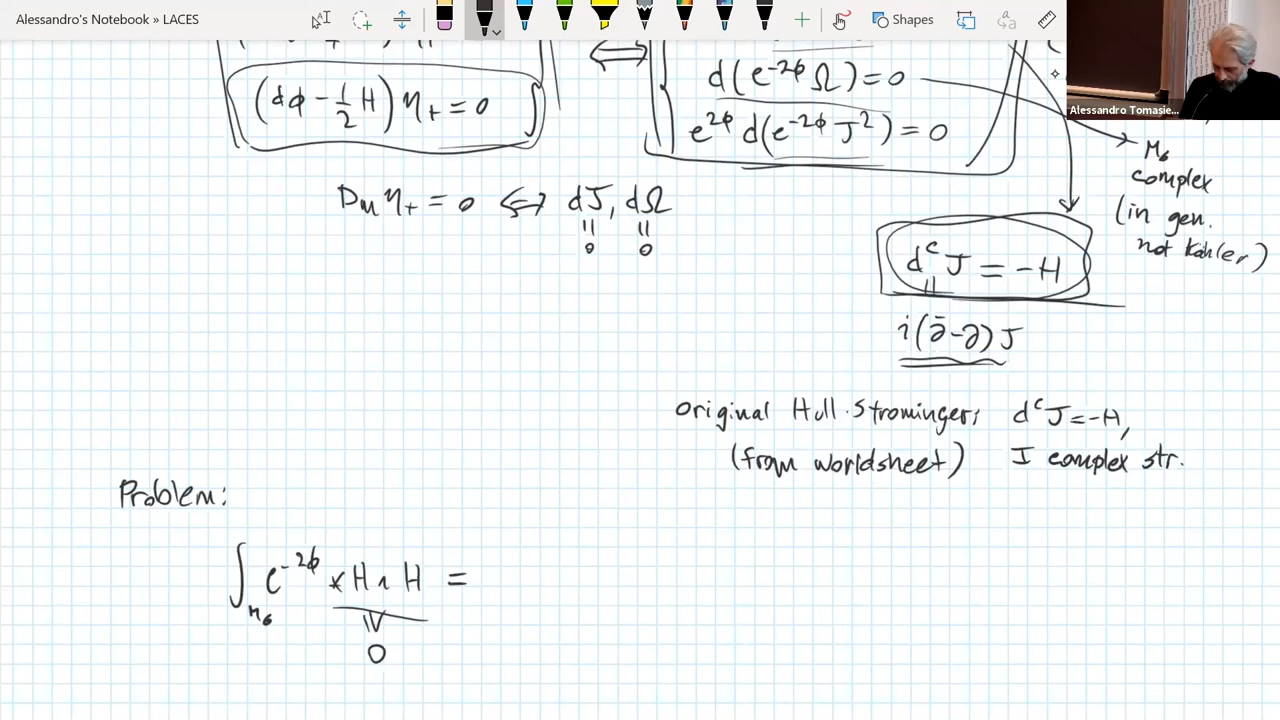 Alessandro's Notebook » LACES
Shapes
Alessandro Tomasie...
(dϕ - 1/2 H) η₊ = 0
⟺
d(e^{-2ϕ} Ω) = 0
e^{2ϕ} d(e^{-2ϕ} J²) = 0
M₆
complex
(in gen.
not Kähler)
D_M η₊ = 0 ⟺ dJ, dΩ
= =
0 0
d^c J = -H
=
i(∂̄-∂)J
original Hull-Strominger: d^c J = -H,
(from worldsheet) I complex str.
Problem:
∫_{M₆} e^{-2ϕ} ⋆H ∧ H =
≥
0